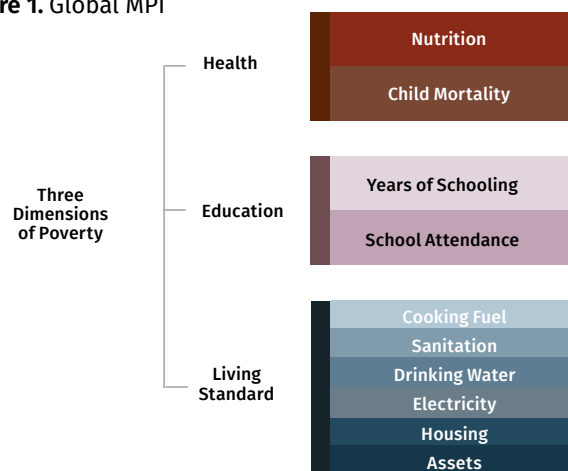 re 1. Global MPI
Health
Nutrition
Child Mortality
Three
Dimensions
of Poverty
Education
Years of Schooling
School Attendance
Living
Standard
Cooking Fuel
Sanitation
Drinking Water
Electricity
Housing
Assets